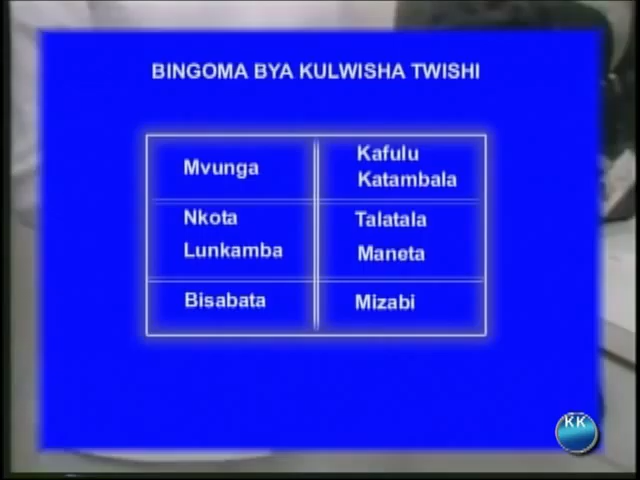 BINGOMA BYA KULWISHA TWISHI
Mvunga
Kafulu
Katambala
Nkota
Talatala
Lunkamba
Maneta
Bisabata
Mizabi
KK